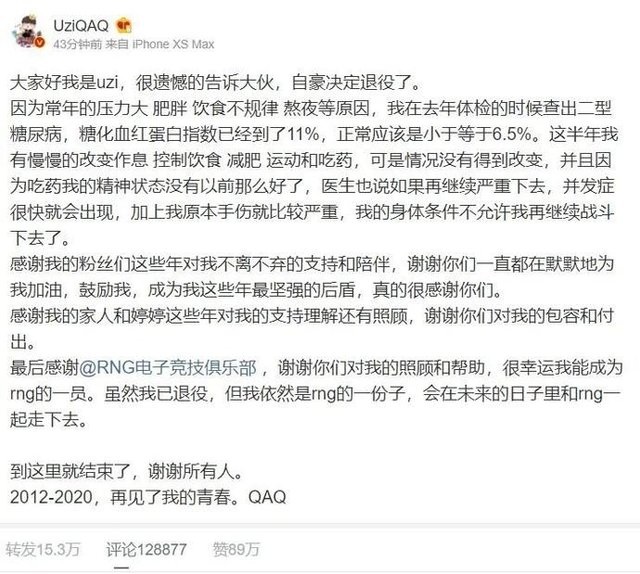 UziQAQ
43分钟前 来自 iPhone XS Max
大家好我是uzi，很遗憾的告诉大伙，自豪决定退役了。
因为常年的压力大 肥胖 饮食不规律 熬夜等原因，我在去年体检的时候查出二型
糖尿病，糖化血红蛋白指数已经到了11%，正常应该是小于等于6.5%。这半年我
有慢慢的改变作息 控制饮食 减肥 运动和吃药，可是情况没有得到改变，并且因
为吃药我的精神状态没有以前那么好了，医生也说如果再继续严重下去，并发症
很快就会出现，加上我原本手伤就比较严重，我的身体条件不允许我再继续战斗
下去了。
感谢我的粉丝们这些年对我不离不弃的支持和陪伴，谢谢你们一直都在默默地为
我加油，鼓励我，成为我这些年最坚强的后盾，真的很感谢你们。
感谢我的家人和婷婷这些年对我的支持理解还有照顾，谢谢你们对我的包容和付
出。
最后感谢@RNG电子竞技俱乐部 ，谢谢你们对我的照顾和帮助，很幸运我能成为
rng的一员。虽然我已退役，但我依然是rng的一份子，会在未来的日子里和rng一
起走下去。
到这里就结束了，谢谢所有人。
2012-2020，再见了我的青春。QAQ
转发15.3万 评论128877 赞89万